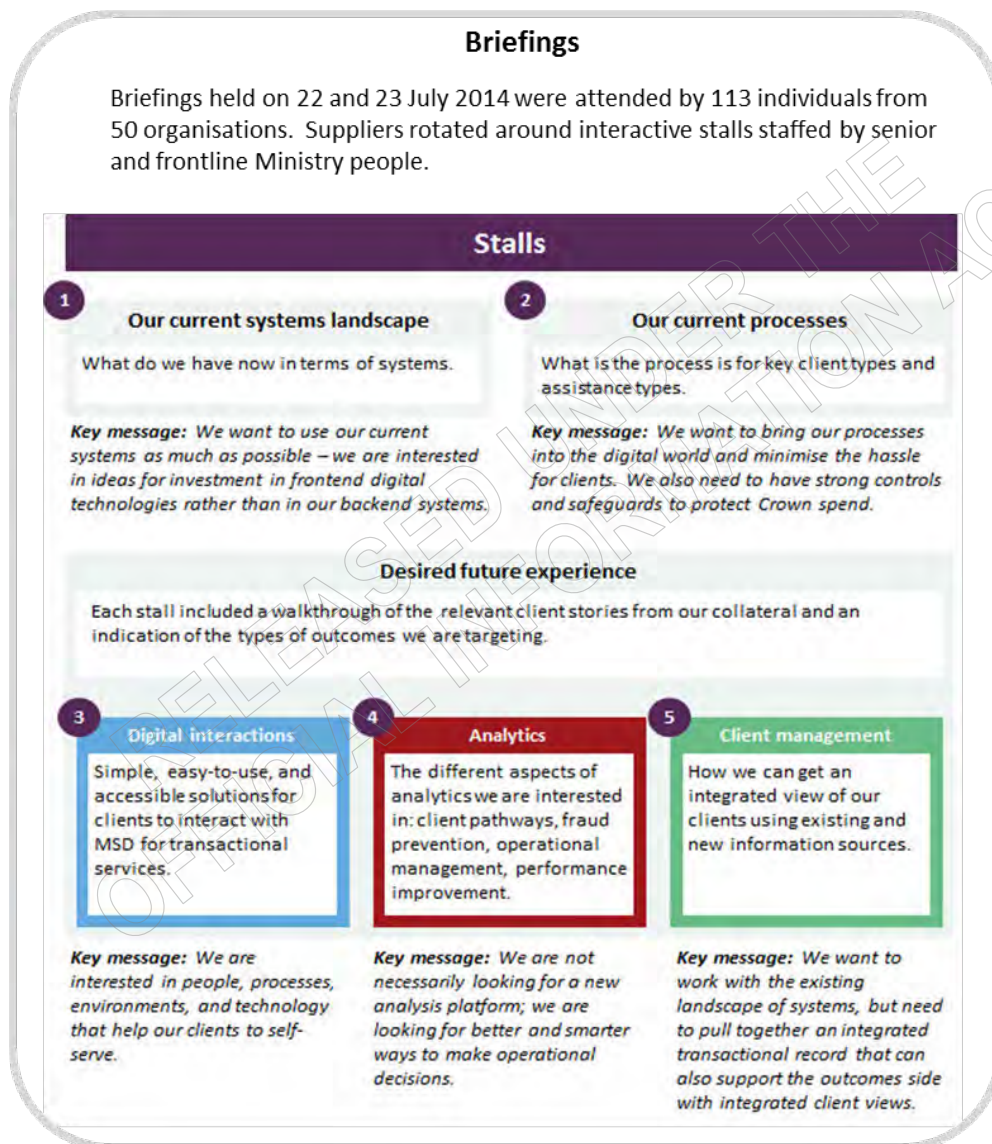 Briefings
Briefings held on 22 and 23 July 2014 were attended by 113 individuals from
50 organisations. Suppliers rotated around interactive stalls staffed by senior
and frontline Ministry people.
Stalls
1
Our current systems landscape
What do we have now in terms of systems.
Key message: We want to use our current
systems as much as possible – we are interested
in ideas for investment in frontend digital
technologies rather than in our backend systems.
2
Our current processes
What is the process is for key client types and
assistance types.
Key message: We want to bring our processes
into the digital world and minimise the hassle
for clients. We also need to have strong controls
and safeguards to protect Crown spend.
Desired future experience
Each stall included a walkthrough of the relevant client stories from our collateral and an
indication of the types of outcomes we are targeting.
3
Digital interactions
Simple, easy-to-use, and
accessible solutions for
clients to interact with
MSD for transactional
services.
Key message: We are
interested in people, processes,
environments, and technology
that help our clients to self-
serve.
4
Analytics
The different aspects of
analytics we are interested
in: client pathways, fraud
prevention, operational
management, performance
improvement.
Key message: We are not
necessarily looking for a new
analysis platform; we are
looking for better and smarter
ways to make operational
decisions.
5
Client management
How we can get an
integrated view of our
clients using existing and
new information sources.
Key message: We want to
work with the existing
landscape of systems, but need
to pull together an integrated
transactional record that can
also support the outcomes side
with integrated client views.
RELEASED UNDER THE
OFFICIAL INFORMATION